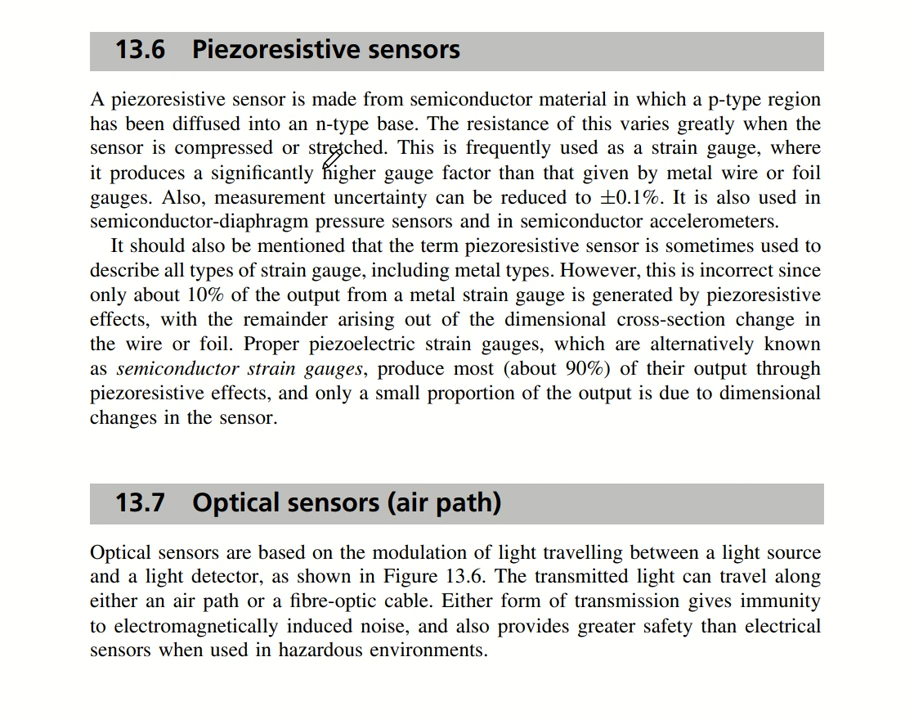 13.6 Piezoresistive sensors
A piezoresistive sensor is made from semiconductor material in which a p-type region
has been diffused into an n-type base. The resistance of this varies greatly when the
sensor is compressed or stretched. This is frequently used as a strain gauge, where
it produces a significantly higher gauge factor than that given by metal wire or foil
gauges. Also, measurement uncertainty can be reduced to ±0.1%. It is also used in
semiconductor-diaphragm pressure sensors and in semiconductor accelerometers.
It should also be mentioned that the term piezoresistive sensor is sometimes used to
describe all types of strain gauge, including metal types. However, this is incorrect since
only about 10% of the output from a metal strain gauge is generated by piezoresistive
effects, with the remainder arising out of the dimensional cross-section change in
the wire or foil. Proper piezoelectric strain gauges, which are alternatively known
as semiconductor strain gauges, produce most (about 90%) of their output through
piezoresistive effects, and only a small proportion of the output is due to dimensional
changes in the sensor.
13.7 Optical sensors (air path)
Optical sensors are based on the modulation of light travelling between a light source
and a light detector, as shown in Figure 13.6. The transmitted light can travel along
either an air path or a fibre-optic cable. Either form of transmission gives immunity
to electromagnetically induced noise, and also provides greater safety than electrical
sensors when used in hazardous environments.